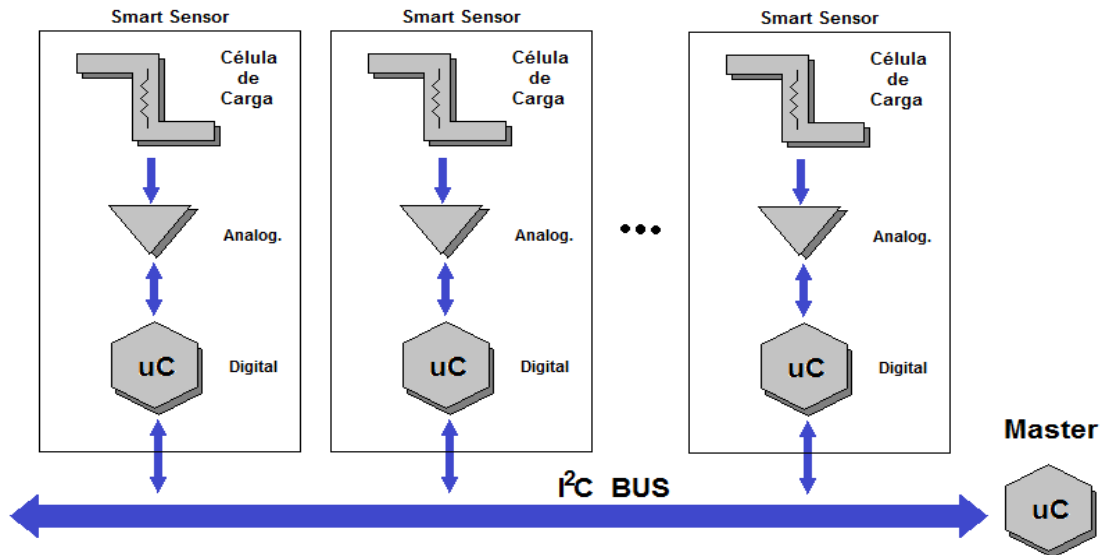 Smart Sensor
Célula
de
Carga
Analog.
uC
Digital
Smart Sensor
Célula
de
Carga
Analog.
uC
Digital
•••
Smart Sensor
Célula
de
Carga
Analog.
uC
Digital
I²C BUS
Master
uC